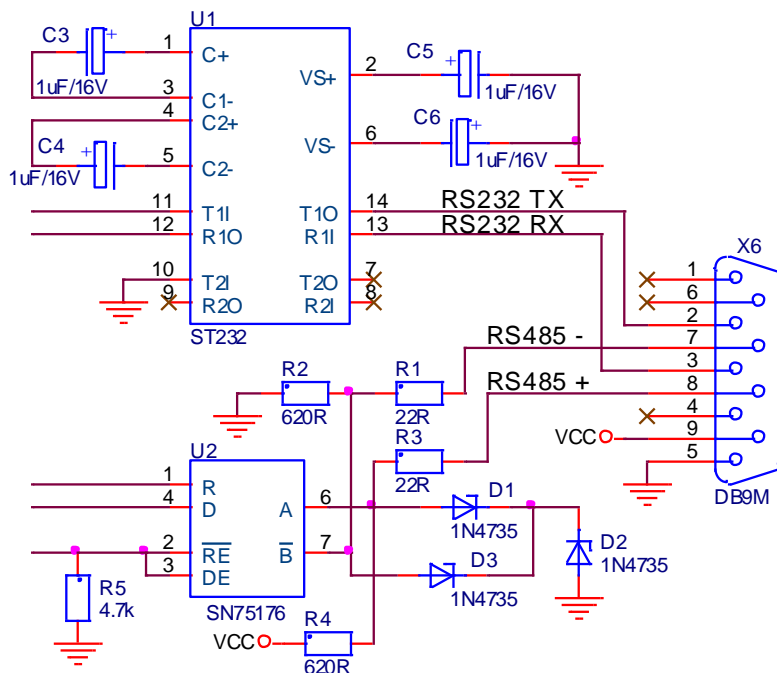 U1
C3
1
C+
1uF/16V
3
C1-
4
C2+
C4
5
C2-
1uF/16V
11
T1I
12
R1O
10
T2I
9
R2O
ST232
VS+
2
C5
1uF/16V
VS-
6
C6
1uF/16V
T1O
14
RS232 TX
R1I
13
RS232 RX
T2O
7
R2I
8
X6
1
6
2
7
3
8
4
9
5
DB9M
RS485 -
RS485 +
VCC
R2
620R
R1
22R
R3
22R
U2
1
R
4
D
2
RE
3
DE
A
6
B
7
SN75176
D1
1N4735
D3
1N4735
D2
1N4735
R5
4.7k
VCC
R4
620R